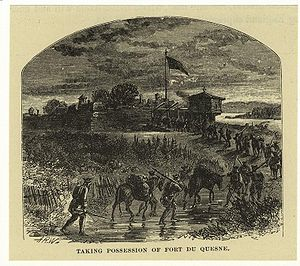 TAKING POSSESSION OF FORT DU QUESNE.